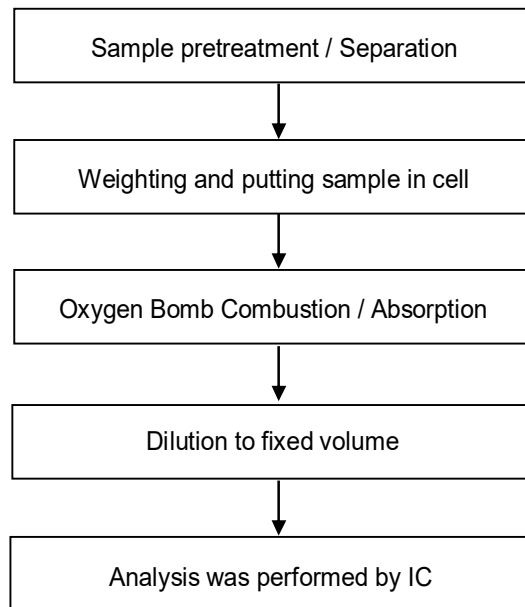 Sample pretreatment / Separation
Weighting and putting sample in cell
Oxygen Bomb Combustion / Absorption
Dilution to fixed volume
Analysis was performed by IC